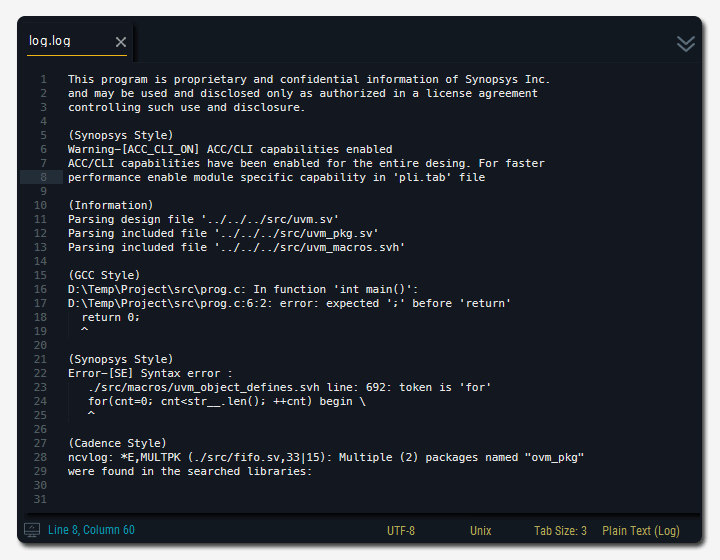 log.log
1 This program is proprietary and confidential information of Synopsys Inc.
2 and may be used and disclosed only as authorized in a license agreement
3 controlling such use and disclosure.
4
5 (Synopsys Style)
6 Warning-[ACC_CLI_ON] ACC/CLI capabilities enabled
7 ACC/CLI capabilities have been enabled for the entire desing. For faster
8 performance enable module specific capability in 'pli.tab' file
9
10 (Information)
11 Parsing design file '../../../src/uvm.sv'
12 Parsing included file '../../../src/uvm_pkg.sv'
13 Parsing included file '../../../src/uvm_macros.svh'
14
15 (GCC Style)
16 D:\Temp\Project\src\prog.c: In function 'int main()':
17 D:\Temp\Project\src\prog.c:6:2: error: expected ';' before 'return'
18   return 0;
19   ^
20
21 (Synopsys Style)
22 Error-[SE] Syntax error :
23    ./src/macros/uvm_object_defines.svh line: 692: token is 'for'
24    for(cnt=0; cnt<str__.len(); ++cnt) begin \
25    ^
26
27 (Cadence Style)
28 ncvlog: *E,MULTPK (./src/fifo.sv,33|15): Multiple (2) packages named "ovm_pkg"
29 were found in the searched libraries:
30
31
Line 8, Column 60 UTF-8 Unix Tab Size: 3 Plain Text (Log)